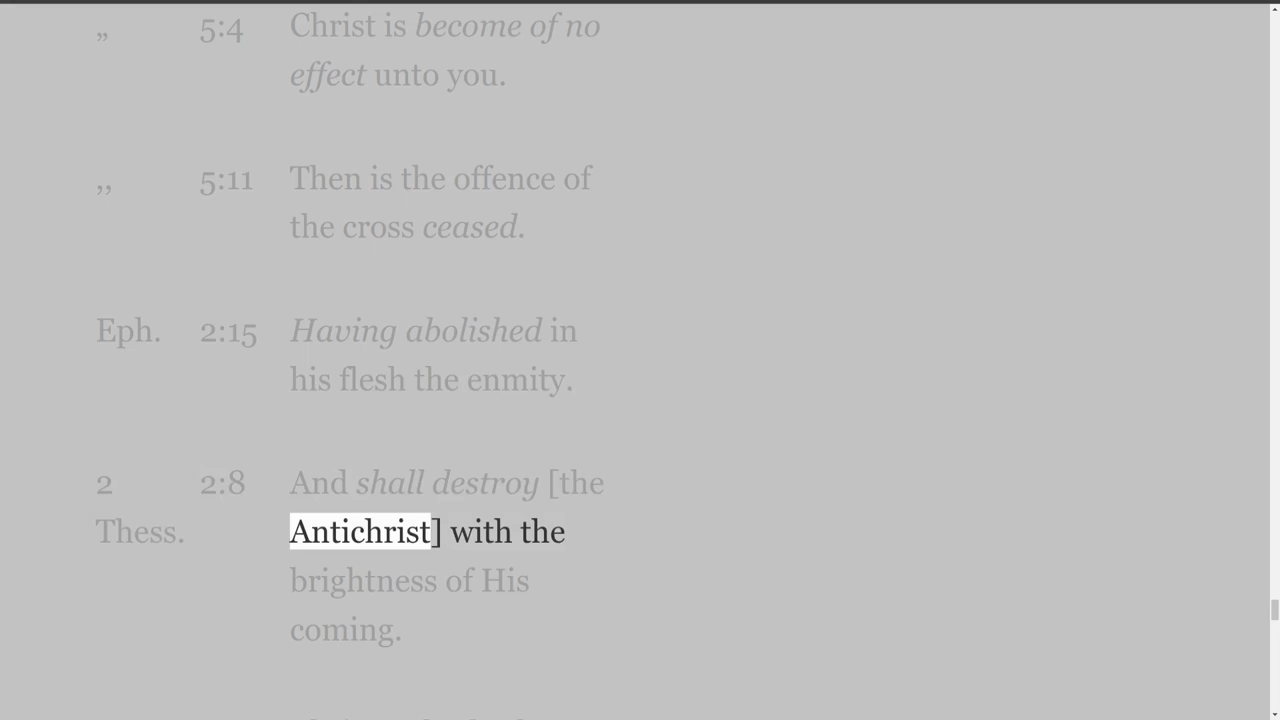 „ 5:4 Christ is become of no
effect unto you.
,, 5:11 Then is the offence of
the cross ceased.
Eph. 2:15 Having abolished in
his flesh the enmity.
2 2:8 And shall destroy [the
Thess. Antichrist] with the
brightness of His
coming.